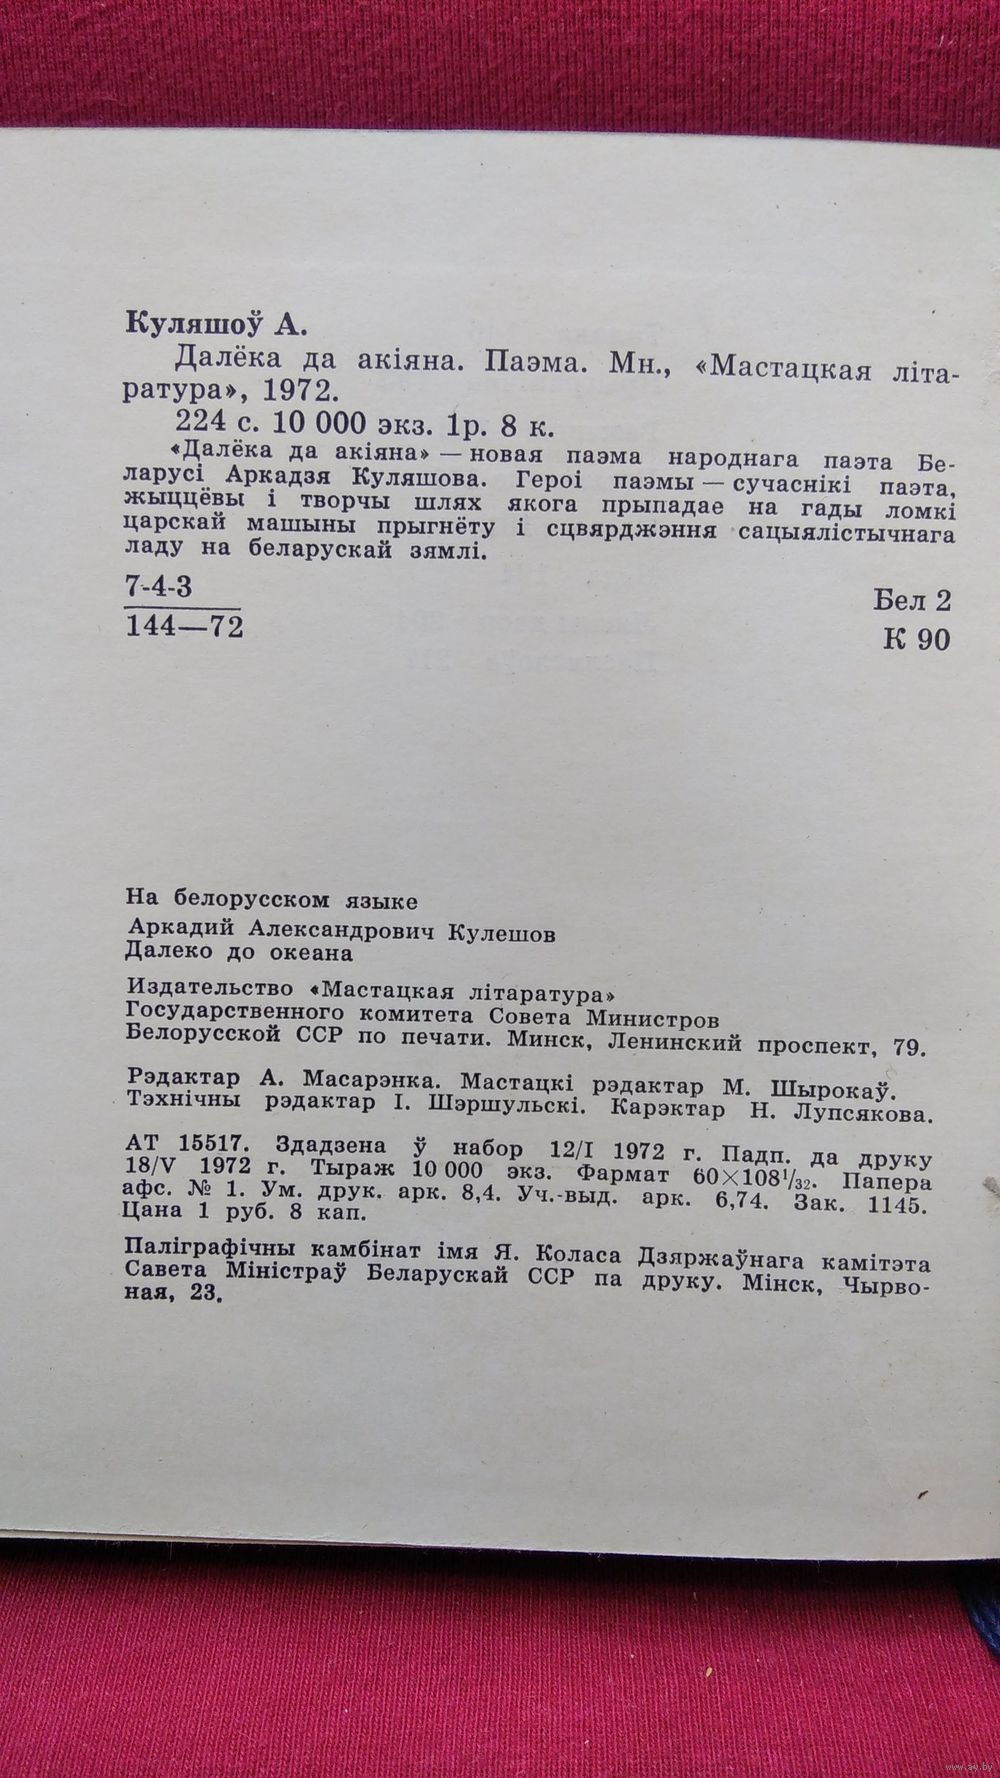 Куляшоў А.
Далёка да акіяна. Паэма. Мн., «Мастацкая літа-
ратура», 1972.
224 с. 10 000 экз. 1р. 8 к.
«Далёка да акіяна» — новая паэма народнага паэта Бе-
ларусі Аркадзя Куляшова. Героі паэмы — сучаснікі паэта,
жыццёвы і творчы шлях якога прыпадае на гады ломкі
царскай машыны прыгнёту і сцвярджэння сацыялістычнага
ладу на беларускай зямлі.
7-4-3
144—72
Бел 2
К 90
На белорусском языке
Аркадий Александрович Кулешов
Далеко до океана
Издательство «Мастацкая літаратура»
Государственного комитета Совета Министров
Белорусской ССР по печати. Минск, Ленинский проспект, 79.
Рэдактар А. Масарэнка. Мастацкі рэдактар М. Шырокаў.
Тэхнічны рэдактар І. Шэршульскі. Карэктар Н. Лупсякова.
АТ 15517. Здадзена ў набор 12/I 1972 г. Падп. да друку
18/V 1972 г. Тыраж 10 000 экз. Фармат 60×108¹/₃₂. Папера
афс. № 1. Ум. друк. арк. 8,4. Уч.-выд. арк. 6,74. Зак. 1145.
Цана 1 руб. 8 кап.
Паліграфічны камбінат імя Я. Коласа Дзяржаўнага камітэта
Савета Міністраў Беларускай ССР па друку. Мінск, Чырво-
ная, 23.
www.ay.by